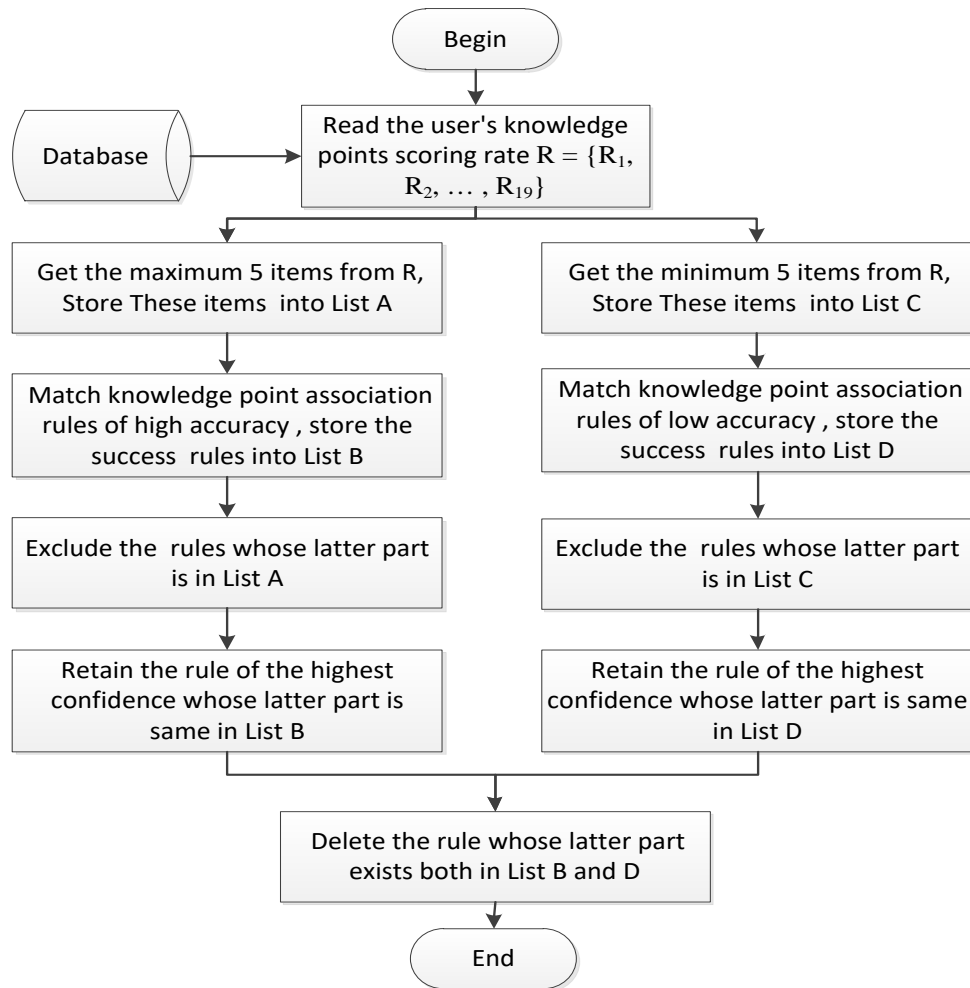 Begin
Database
Read the user's knowledge
points scoring rate R = {R₁,
R₂, … , R₁₉}
Get the maximum 5 items from R,
Store These items into List A
Match knowledge point association
rules of high accuracy , store the
success rules into List B
Exclude the rules whose latter part
is in List A
Retain the rule of the highest
confidence whose latter part is
same in List B
Get the minimum 5 items from R,
Store These items into List C
Match knowledge point association
rules of low accuracy , store the
success rules into List D
Exclude the rules whose latter part
is in List C
Retain the rule of the highest
confidence whose latter part is same
in List D
Delete the rule whose latter part
exists both in List B and D
End